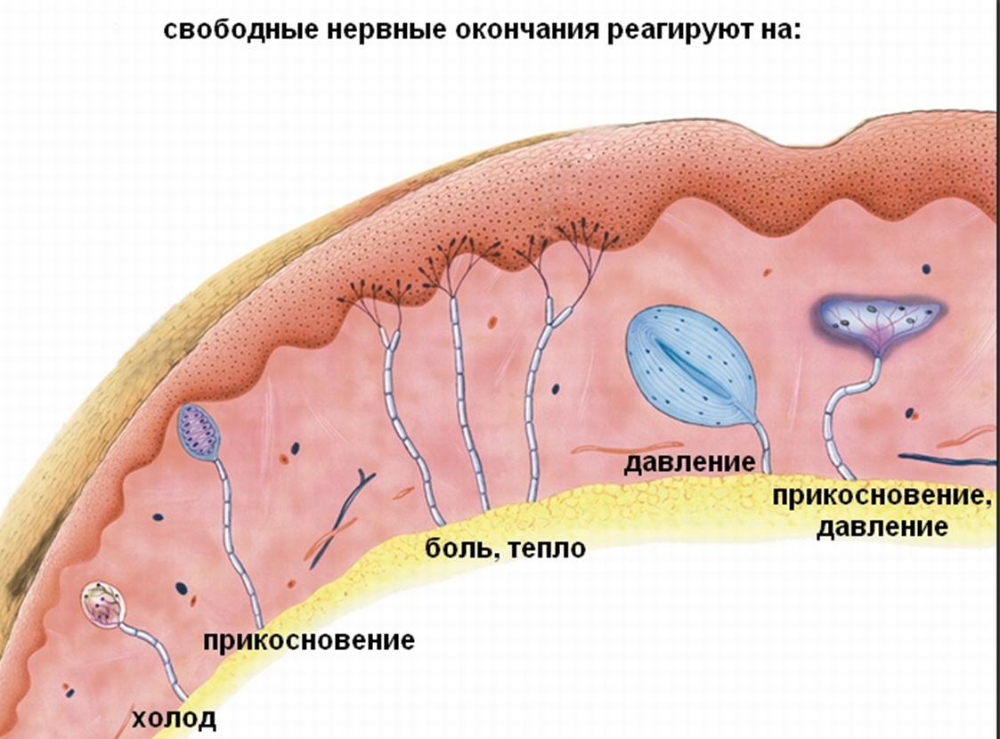 свободные нервные окончания реагируют на:
давление
прикосновение,
давление
боль, тепло
прикосновение
холод